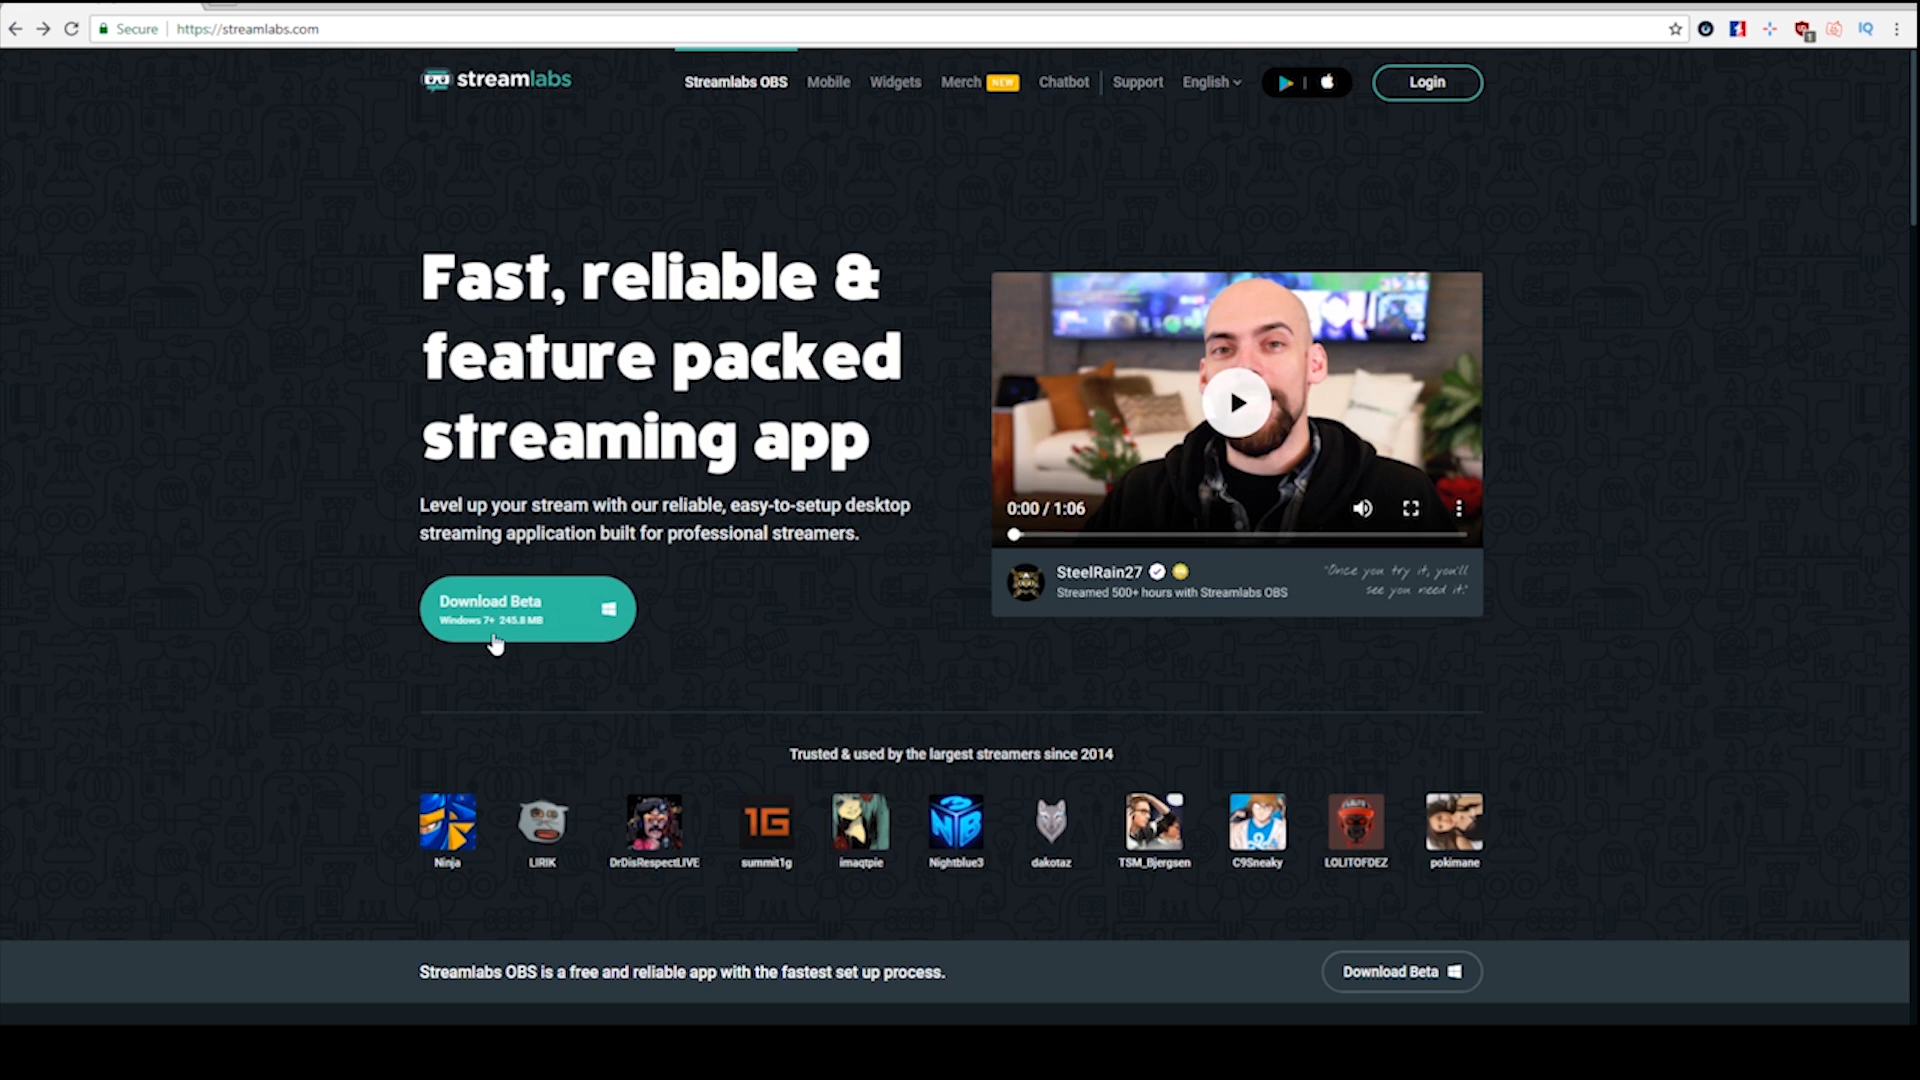 Secure
https://streamlabs.com
IQ
1
streamlabs
Streamlabs OBS
Mobile
Widgets
Merch NEW
Chatbot
Support
English
Login
Fast, reliable &
feature packed
streaming app
Level up your stream with our reliable, easy-to-setup desktop
streaming application built for professional streamers.
Download Beta
Windows 7+ 245.8 MB
0:00 / 1:06
SteelRain27
Streamed 500+ hours with Streamlabs OBS
"Once you try it, you'll
see you need it."
Trusted & used by the largest streamers since 2014
1G
3
NB
Ninja
LIRIK
DrDisRespectLIVE
summit1g
imaqtpie
Nightblue3
dakotaz
TSM_Bjergsen
C9Sneaky
LOLITOFDEZ
pokimane
Streamlabs OBS is a free and reliable app with the fastest set up process.
Download Beta